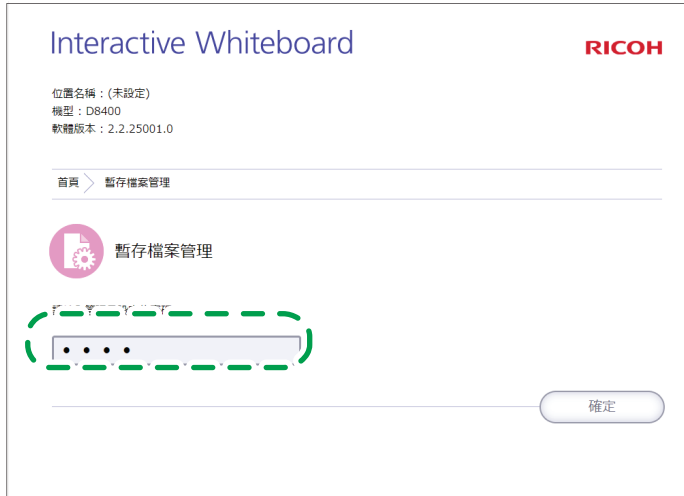 Interactive Whiteboard
RICOH
位置名稱：(未設定)
機型：D8400
軟體版本：2.2.25001.0
首頁
暫存檔案管理
暫存檔案管理
••••
確定